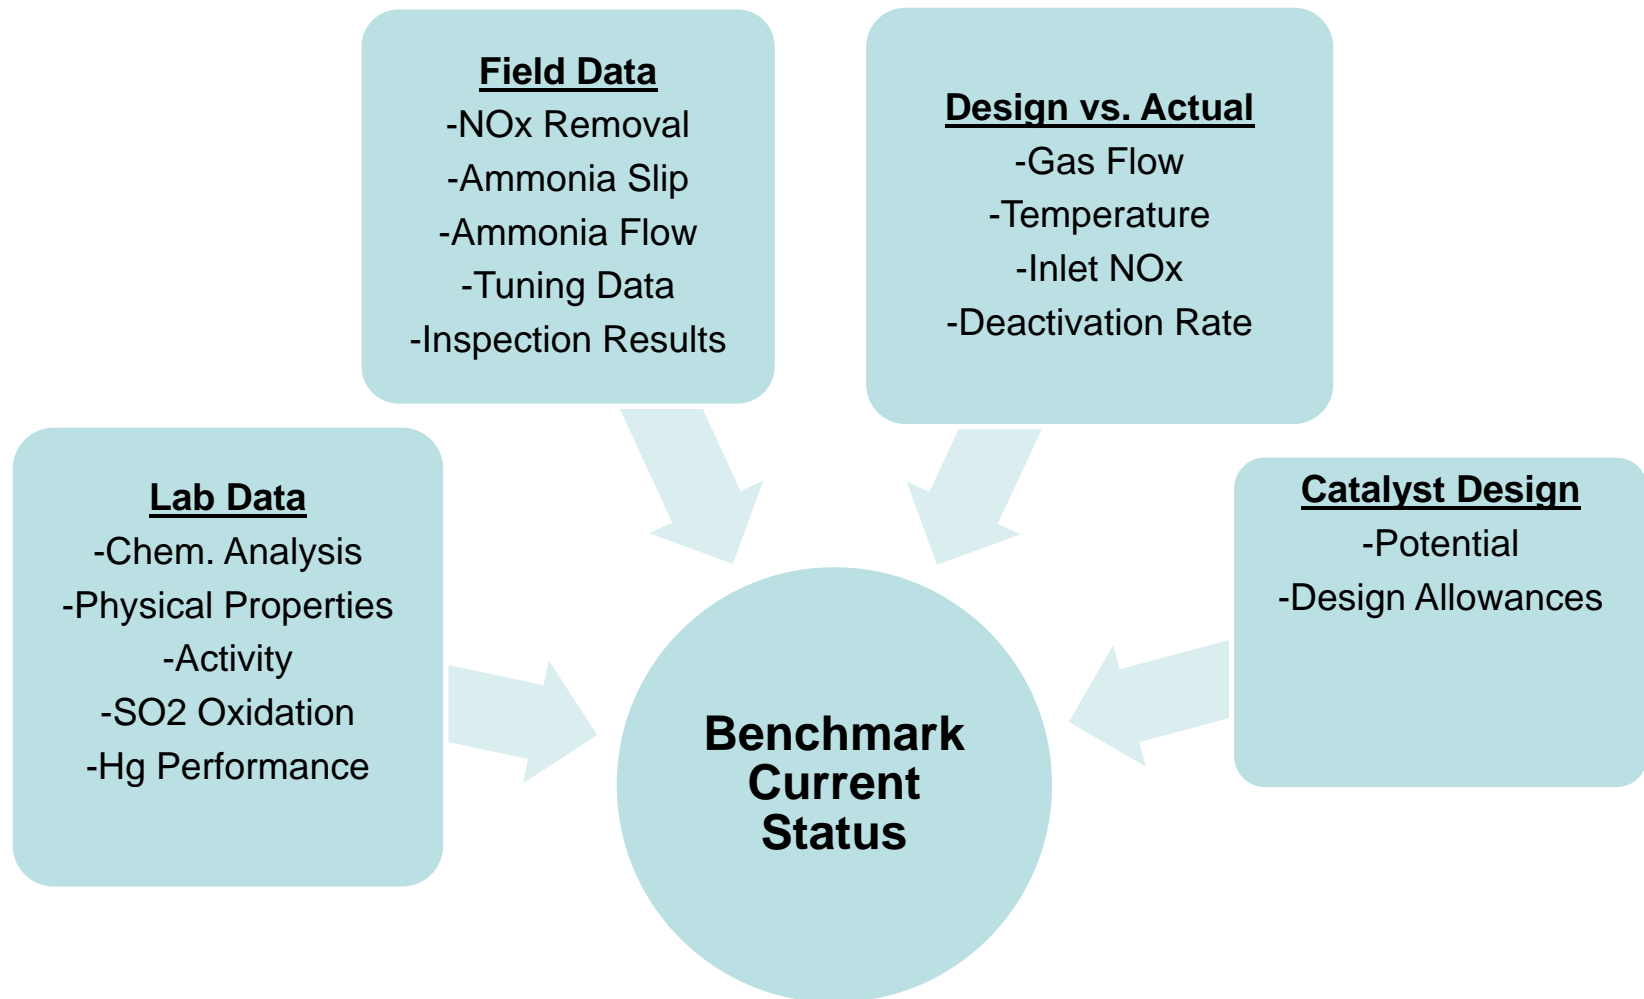 Field Data
-NOx Removal
-Ammonia Slip
-Ammonia Flow
-Tuning Data
-Inspection Results
Design vs. Actual
-Gas Flow
-Temperature
-Inlet NOx
-Deactivation Rate
Lab Data
-Chem. Analysis
-Physical Properties
-Activity
-SO2 Oxidation
-Hg Performance
Catalyst Design
-Potential
-Design Allowances
Benchmark
Current
Status